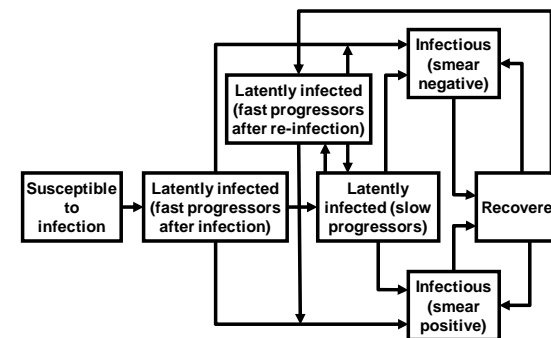 Infectious
(smear
negative)
Latently infected
(fast progressors
after re-infection)
Susceptible
to
infection
Latently infected
(fast progressors
after infection)
Latently
infected (slow
progressors)
Recovere
Infectious
(smear
positive)